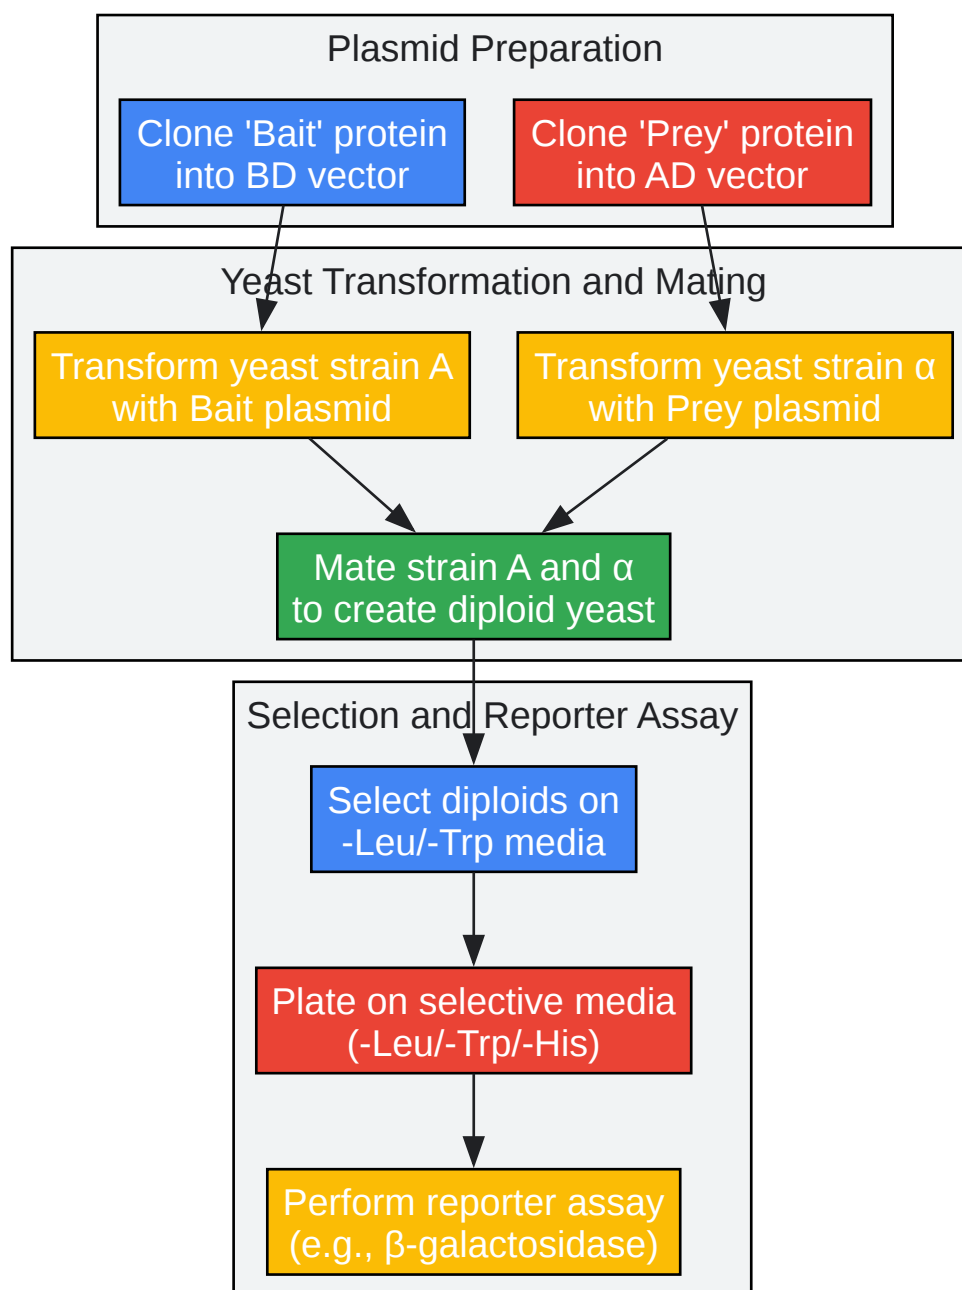 Plasmid Preparation
Clone 'Bait' protein
into BD vector
Clone 'Prey' protein
into AD vector
Yeast Transformation and Mating
Transform yeast strain A
with Bait plasmid
Transform yeast strain α
with Prey plasmid
Mate strain A and α
to create diploid yeast
Selection and Reporter Assay
Select diploids on
-Leu/-Trp media
Plate on selective media
(-Leu/-Trp/-His)
Perform reporter assay
(e.g., β-galactosidase)